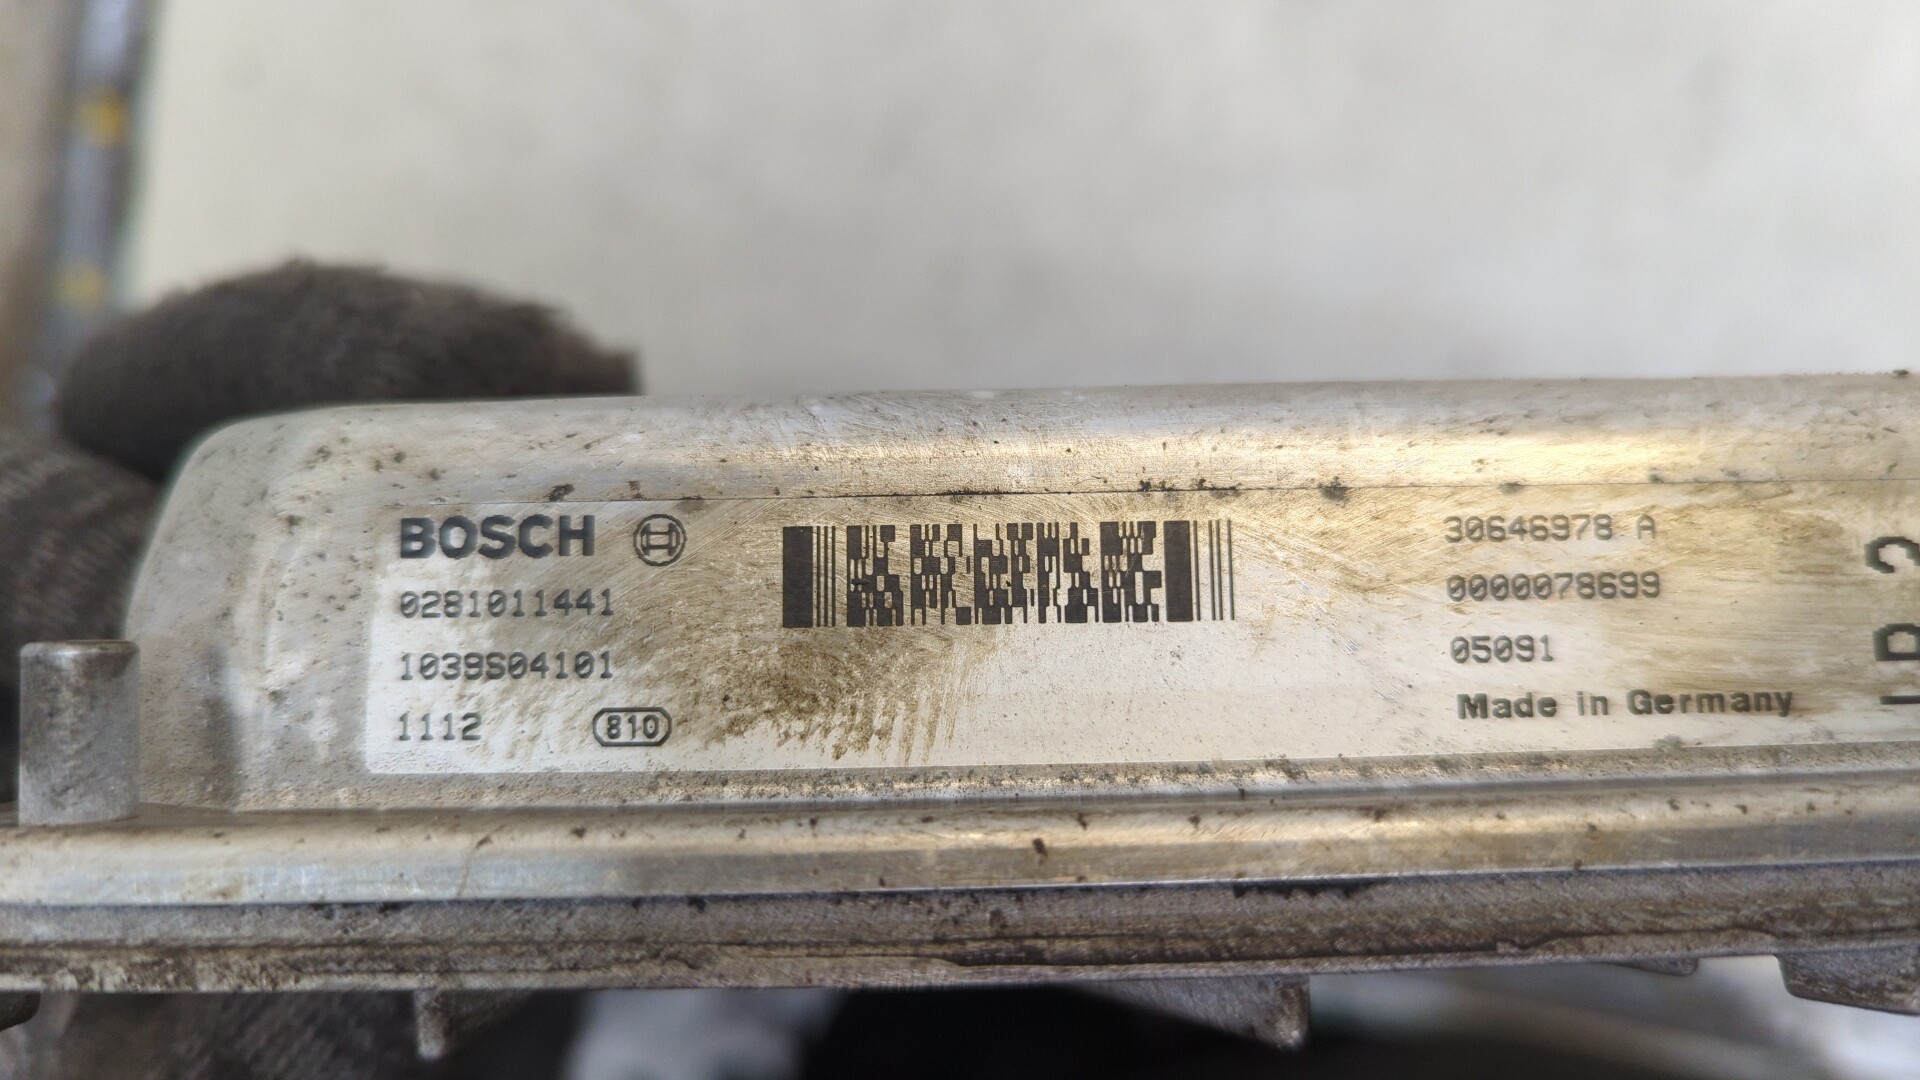 BOSCH
0281011441
1039S04101
1112 810
30646978 A
0000078699
05091
Made in Germany